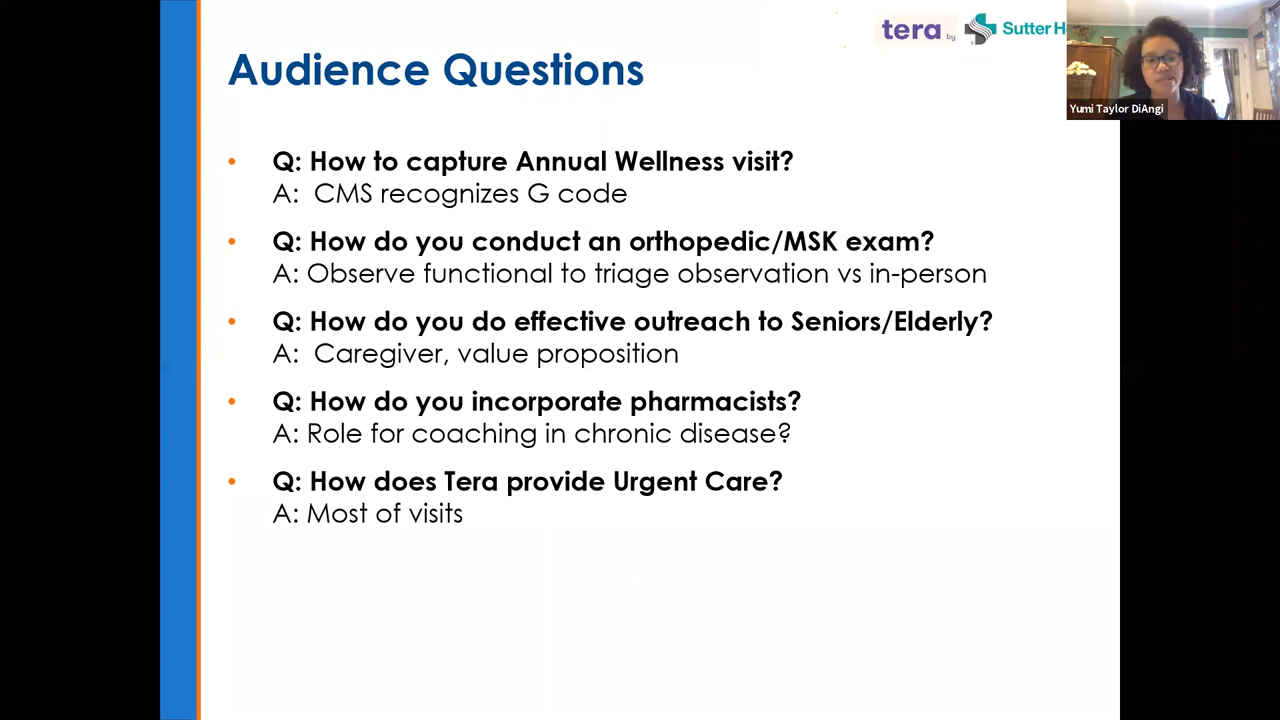 tera by Sutter H
Yumi Taylor DiAngi
Audience Questions
• Q: How to capture Annual Wellness visit?
A: CMS recognizes G code
• Q: How do you conduct an orthopedic/MSK exam?
A: Observe functional to triage observation vs in-person
• Q: How do you do effective outreach to Seniors/Elderly?
A: Caregiver, value proposition
• Q: How do you incorporate pharmacists?
A: Role for coaching in chronic disease?
• Q: How does Tera provide Urgent Care?
A: Most of visits